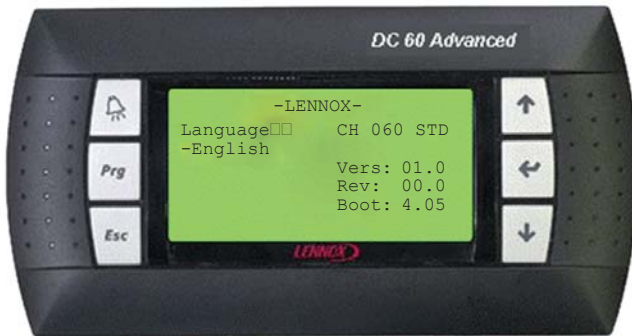 DC 60 Advanced
-LENNOX-
Language□□ CH 060 STD
-English
Vers: 01.0
Rev: 00.0
Boot: 4.05
Prg
Esc
LENNOX